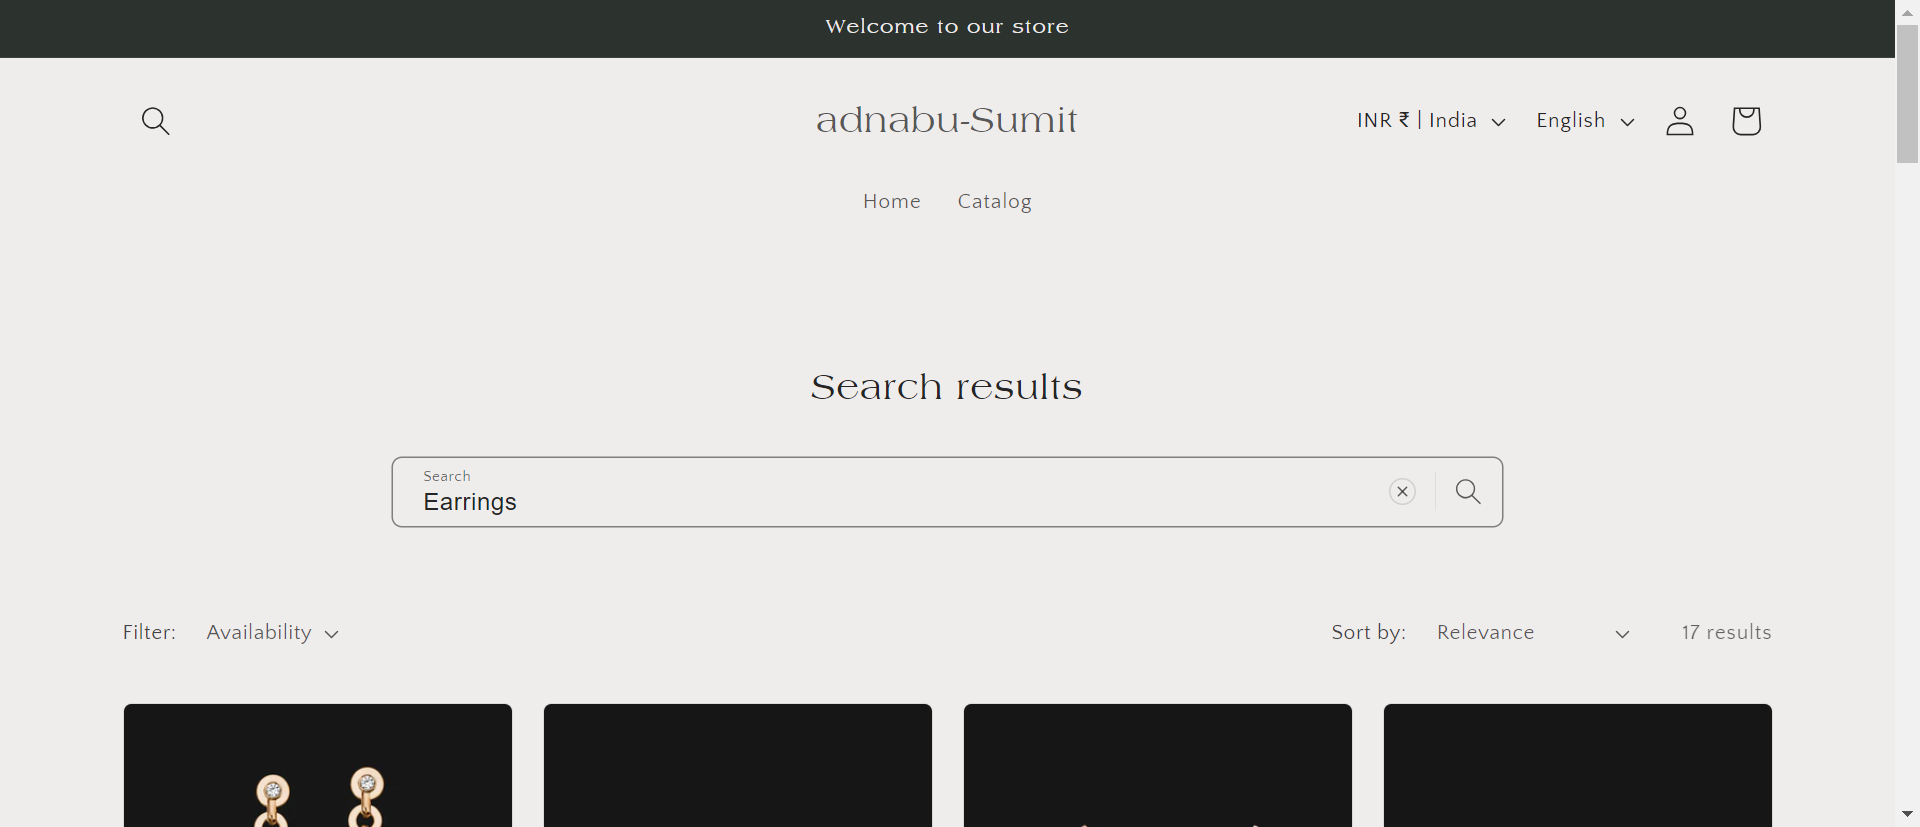 Welcome to our store
adnabu-Sumit
INR ₹ | India
English
Home
Catalog
Search results
Search
Earrings
Filter:
Availability
Sort by:
Relevance
17 results